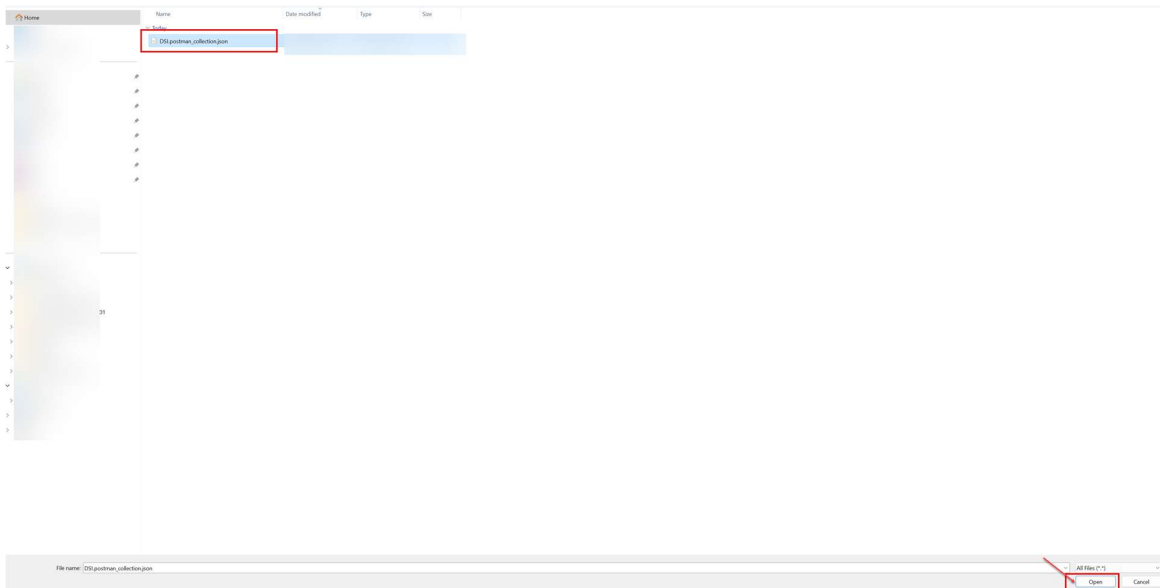 Home
Name Date modified Type Size
Today
DSI.postman_collection.json
31
File name: DSI.postman_collection.json All Files (*.*)
Open Cancel